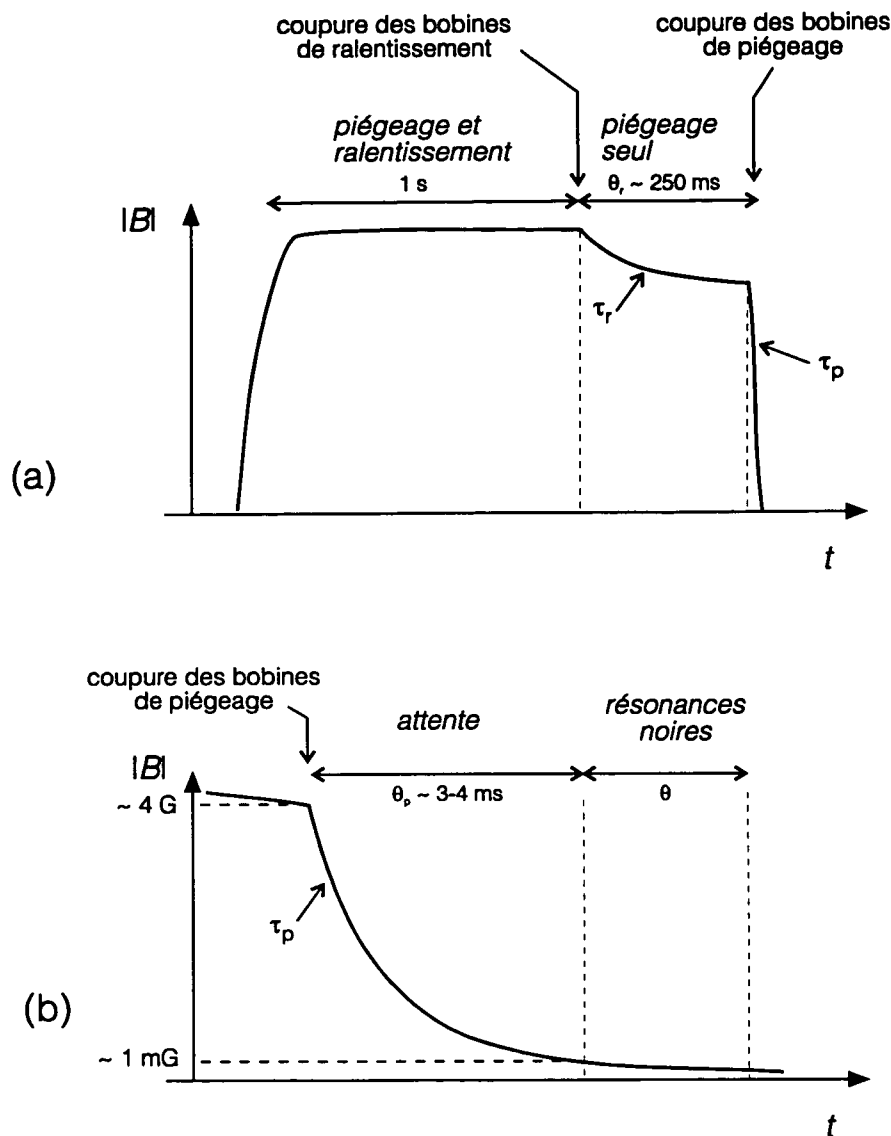 coupure des bobines
de ralentissement
coupure des bobines
de piégeage
piégeage et
ralentissement
piégeage
seul
1 s
θr ~ 250 ms
|B|
τr
τp
(a)
t
coupure des bobines
de piégeage
attente
résonances
noires
|B|
θp ~ 3-4 ms
θ
~ 4 G
τp
(b)
~ 1 mG
t